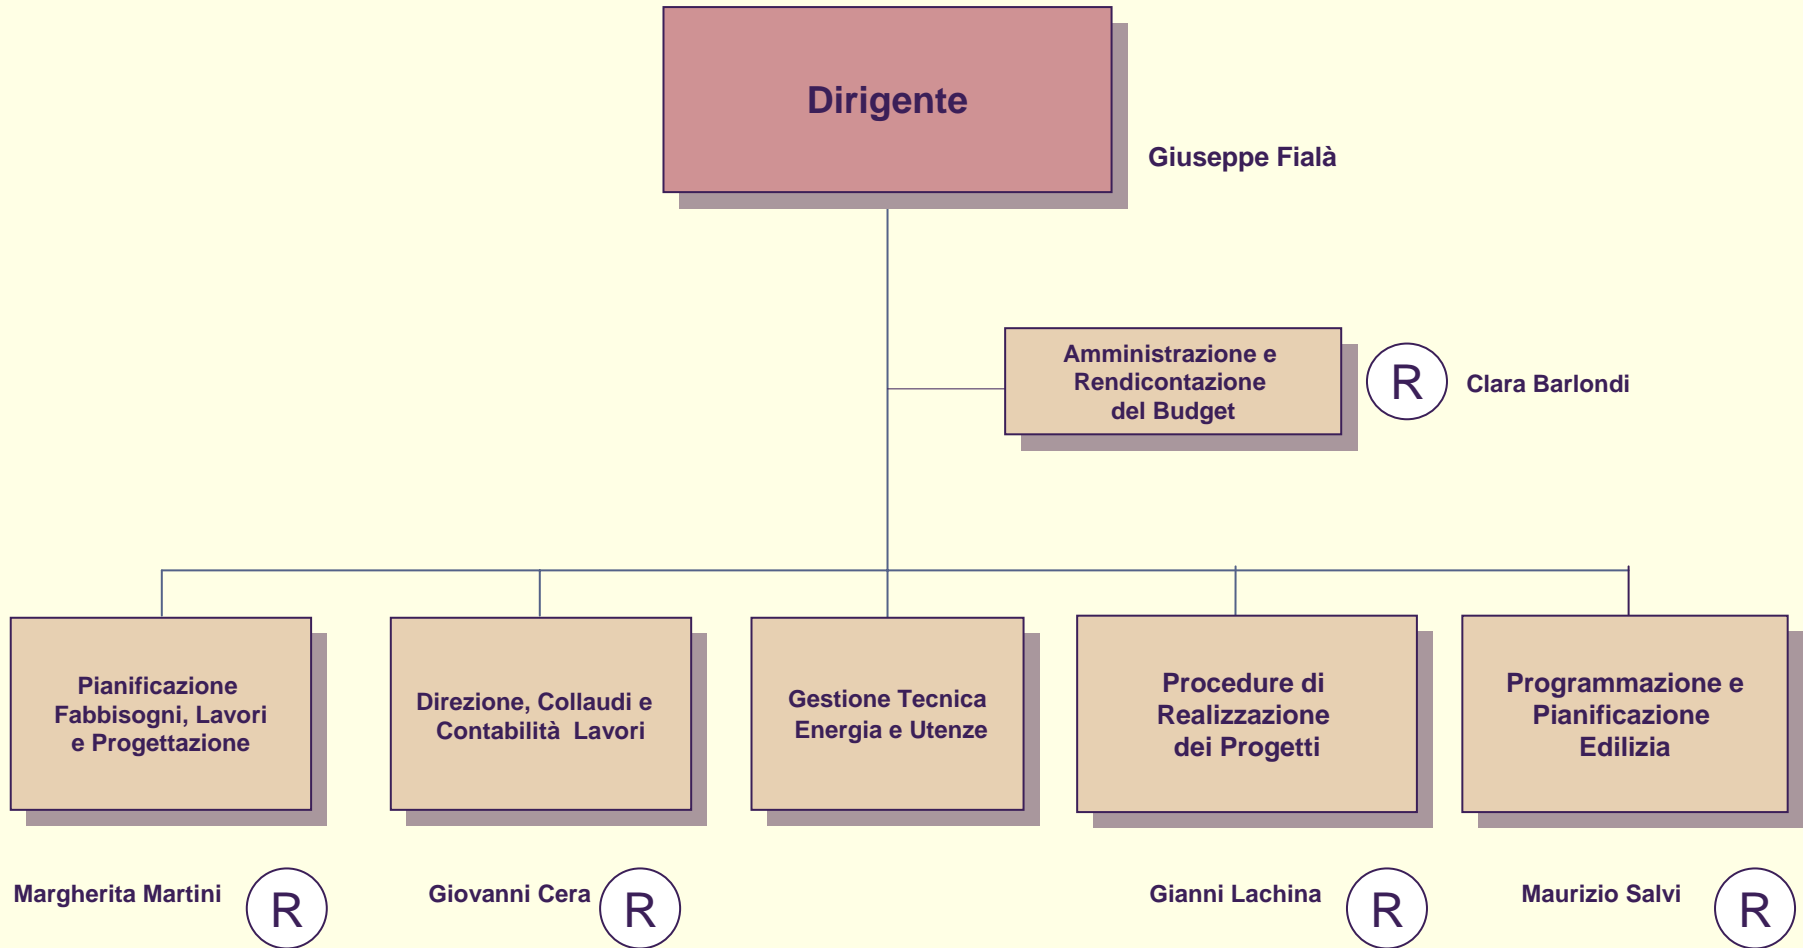 Dirigente
Giuseppe Fialà
Amministrazione e
Rendicontazione
del Budget
R
Clara Barlondi
Pianificazione
Fabbisogni, Lavori
e Progettazione
Direzione, Collaudi e
Contabilità Lavori
Gestione Tecnica
Energia e Utenze
Procedure di
Realizzazione
dei Progetti
Programmazione e
Pianificazione
Edilizia
Margherita Martini
R
Giovanni Cera
R
Gianni Lachina
R
Maurizio Salvi
R